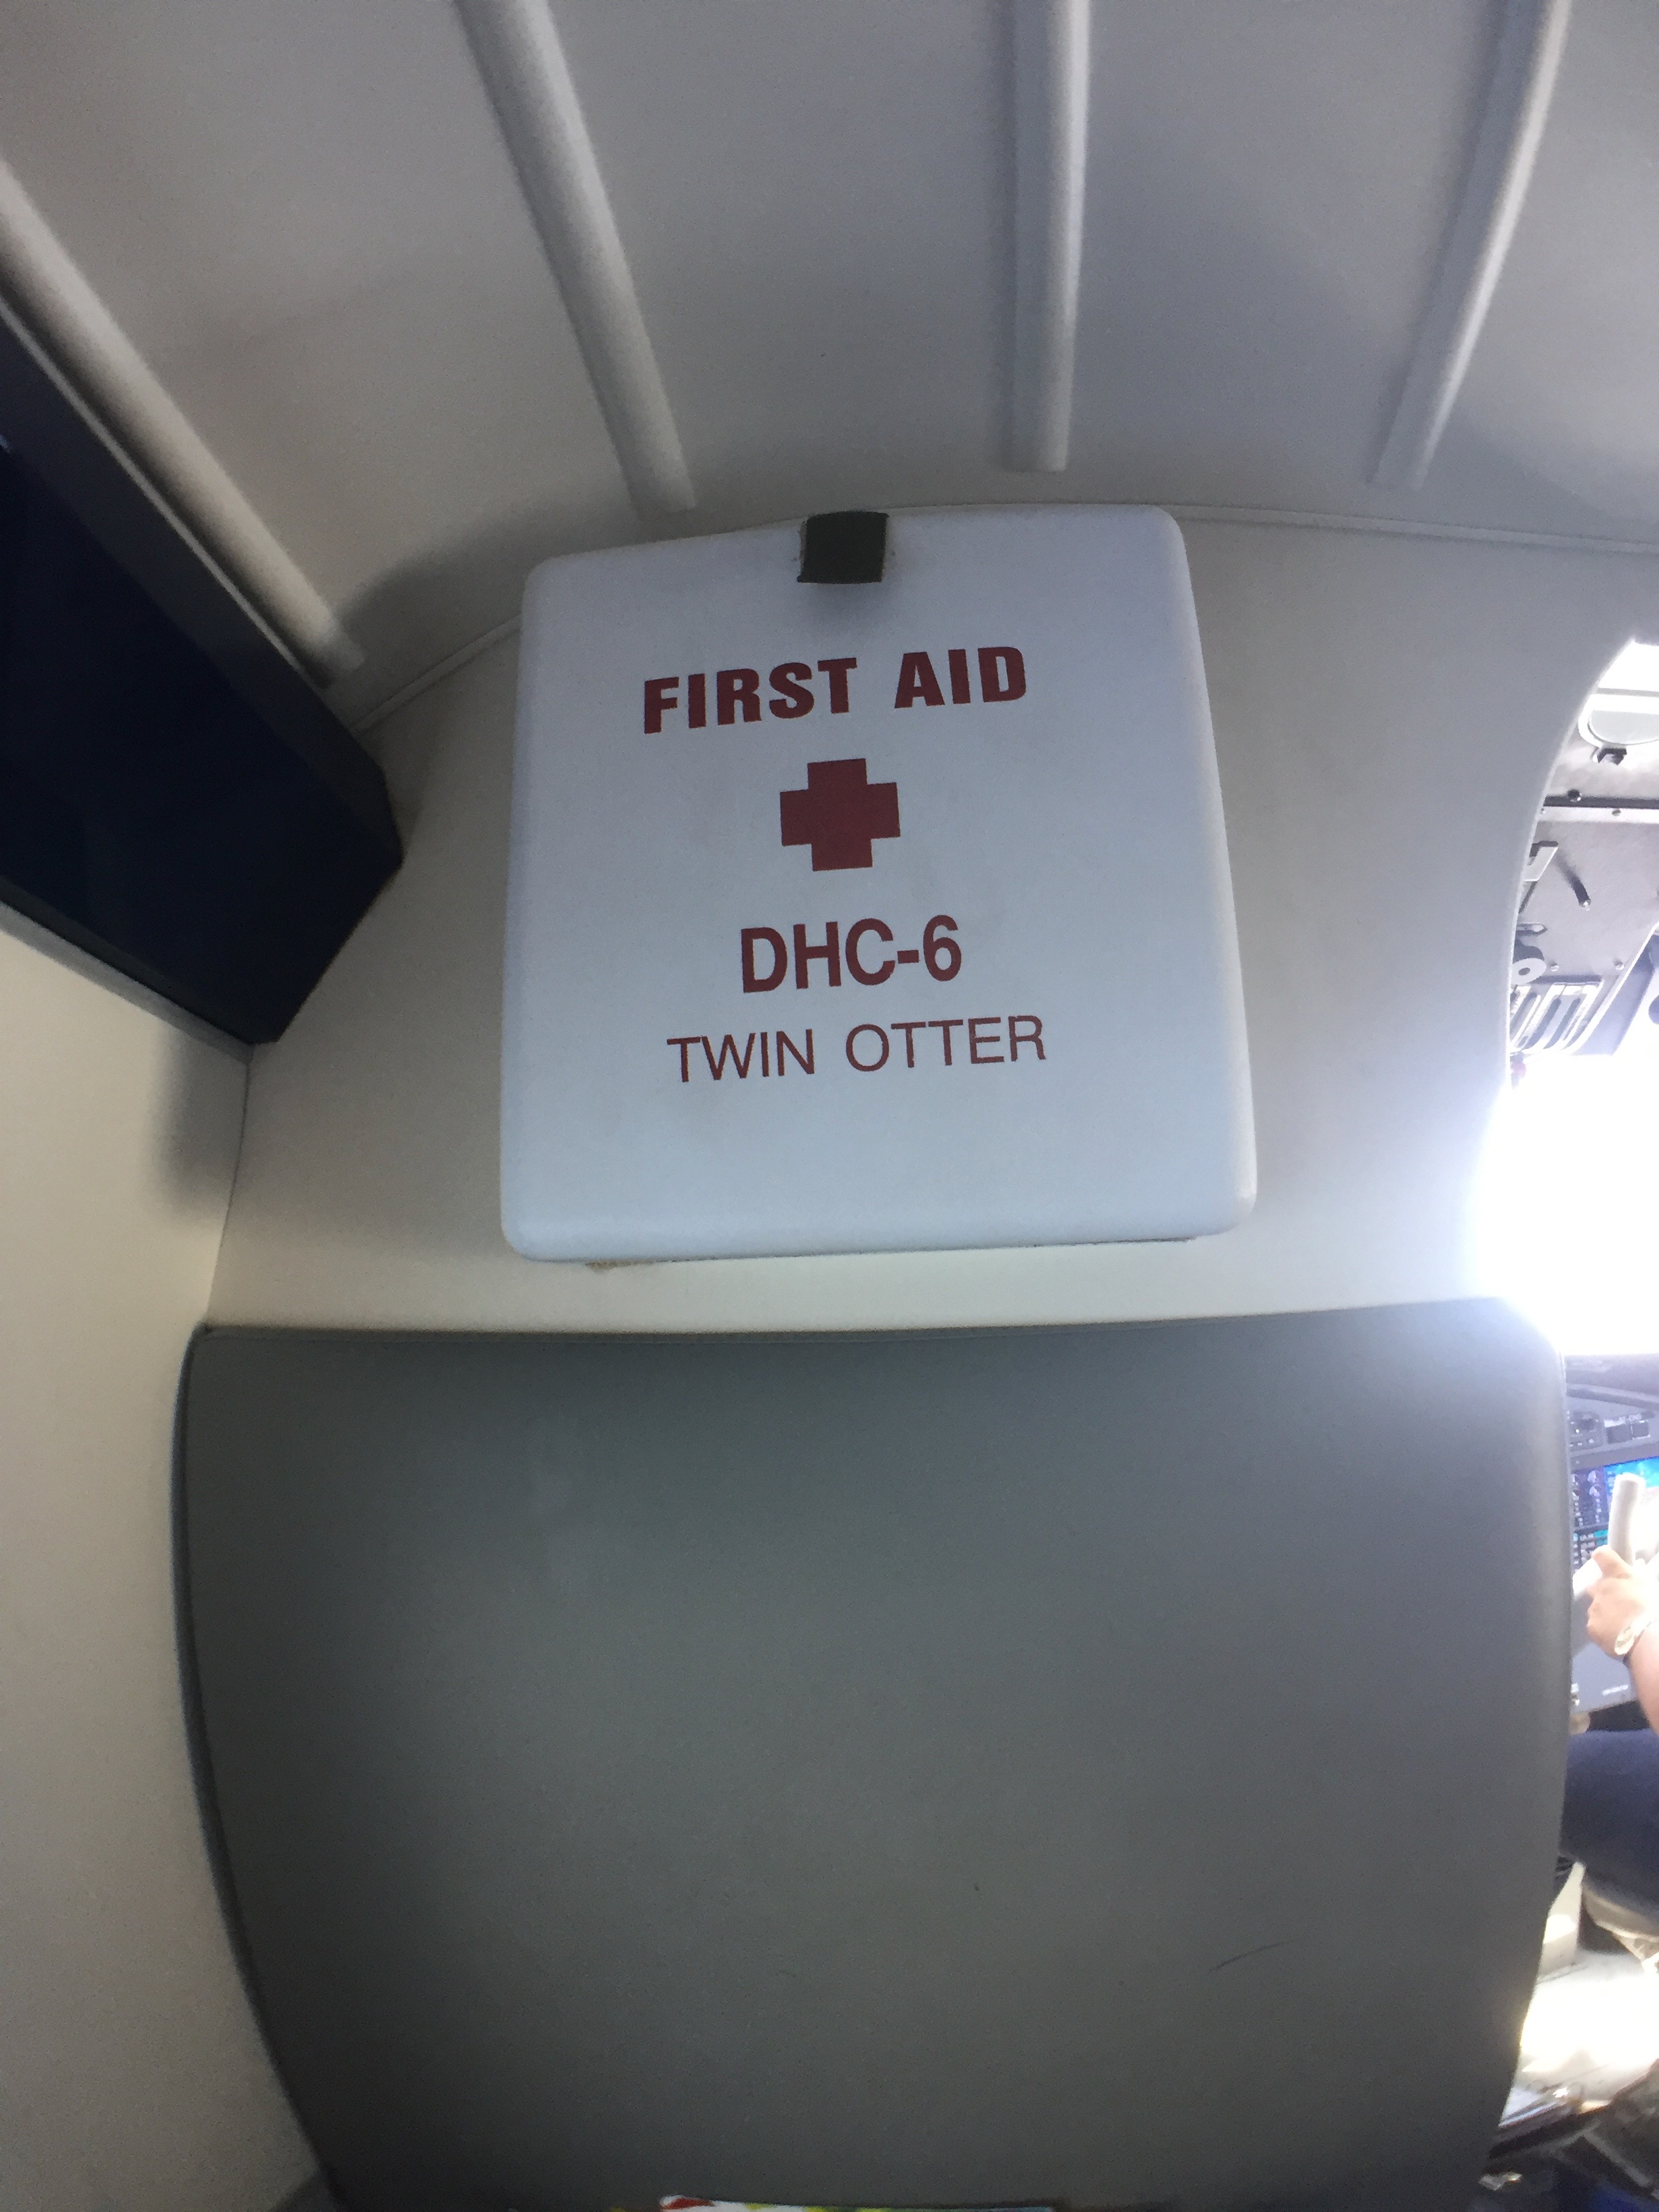 FIRST AID
DHC-6
TWIN OTTER